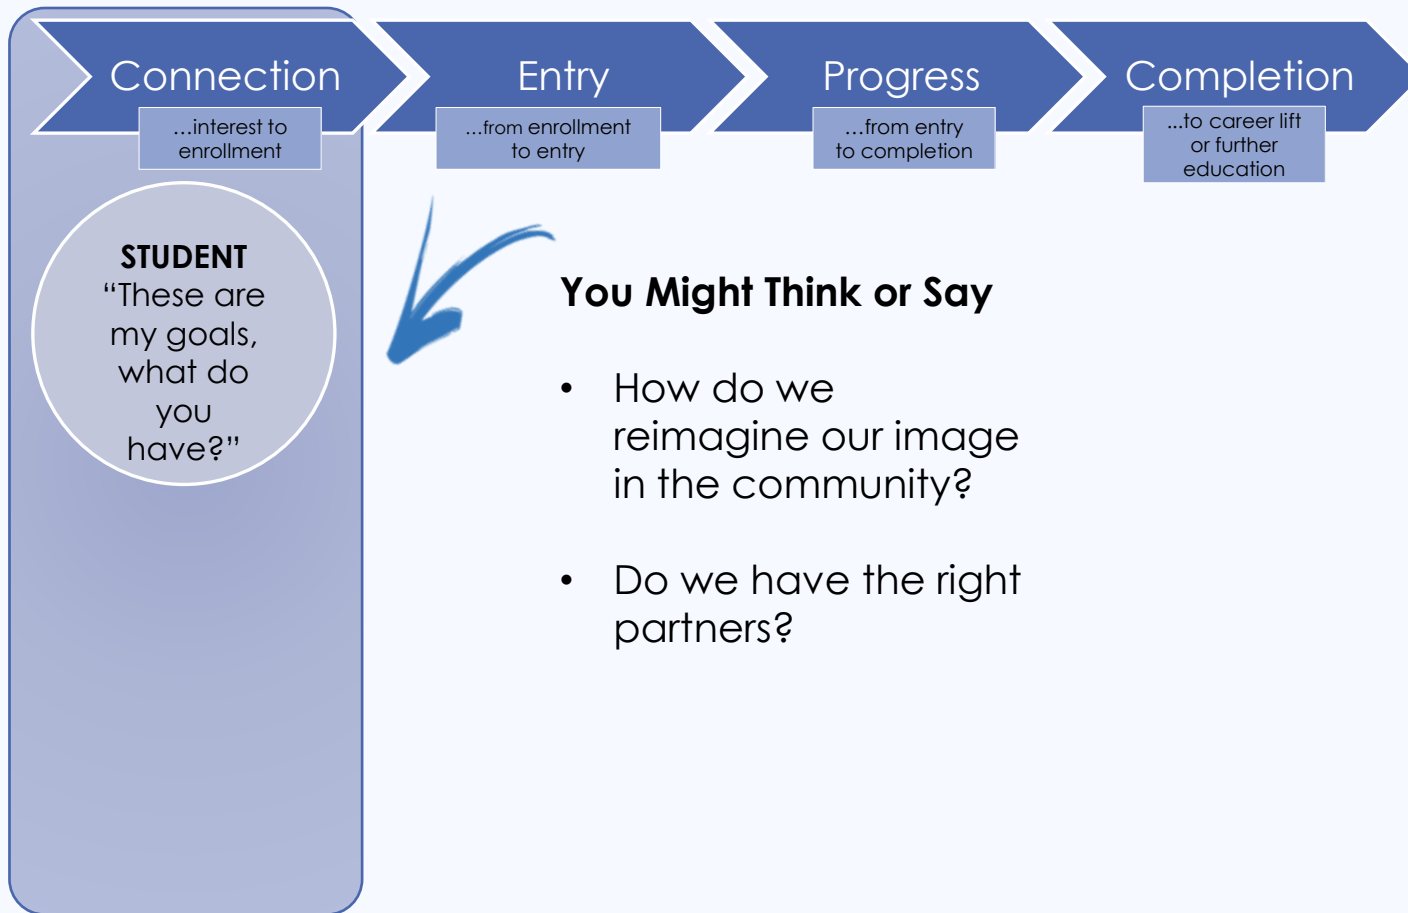 Connection
…interest to
enrollment
Entry
…from enrollment
to entry
Progress
…from entry
to completion
Completion
...to career lift
or further
education
STUDENT
“These are
my goals,
what do
you
have?”
You Might Think or Say
• How do we
reimagine our image
in the community?
• Do we have the right
partners?